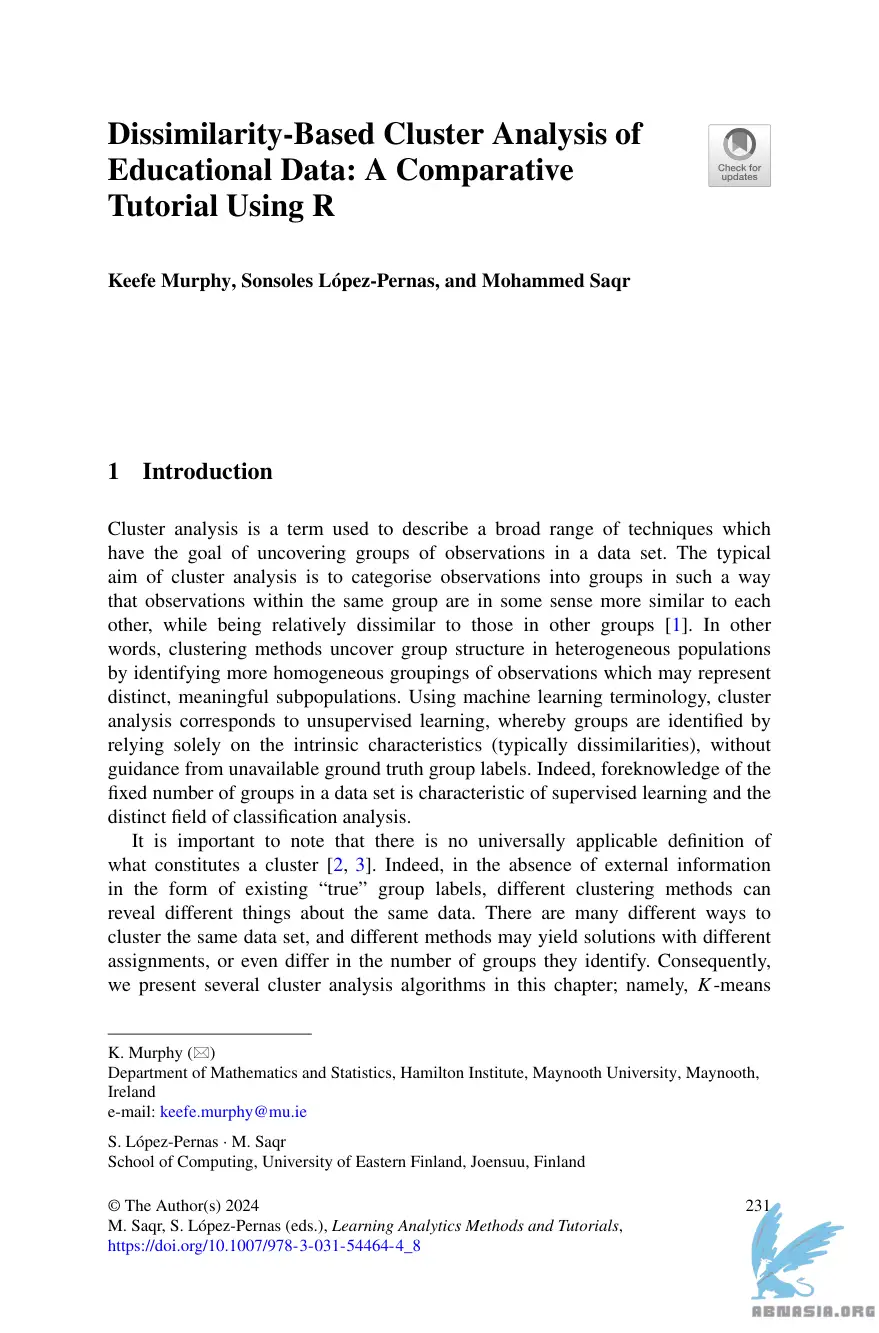 Dissimilarity-Based Cluster Analysis of
Educational Data: A Comparative
Tutorial Using R
Check for
updates
Keefe Murphy, Sonsoles López-Pernas, and Mohammed Saqr
1 Introduction
Cluster analysis is a term used to describe a broad range of techniques which
have the goal of uncovering groups of observations in a data set. The typical
aim of cluster analysis is to categorise observations into groups in such a way
that observations within the same group are in some sense more similar to each
other, while being relatively dissimilar to those in other groups [1]. In other
words, clustering methods uncover group structure in heterogeneous populations
by identifying more homogeneous groupings of observations which may represent
distinct, meaningful subpopulations. Using machine learning terminology, cluster
analysis corresponds to unsupervised learning, whereby groups are identified by
relying solely on the intrinsic characteristics (typically dissimilarities), without
guidance from unavailable ground truth group labels. Indeed, foreknowledge of the
fixed number of groups in a data set is characteristic of supervised learning and the
distinct field of classification analysis.
It is important to note that there is no universally applicable definition of
what constitutes a cluster [2, 3]. Indeed, in the absence of external information
in the form of existing “true” group labels, different clustering methods can
reveal different things about the same data. There are many different ways to
cluster the same data set, and different methods may yield solutions with different
assignments, or even differ in the number of groups they identify. Consequently,
we present several cluster analysis algorithms in this chapter; namely, K-means
K. Murphy (✉)
Department of Mathematics and Statistics, Hamilton Institute, Maynooth University, Maynooth,
Ireland
e-mail: keefe.murphy@mu.ie
S. López-Pernas · M. Saqr
School of Computing, University of Eastern Finland, Joensuu, Finland
© The Author(s) 2024
231
M. Saqr, S. López-Pernas (eds.), Learning Analytics Methods and Tutorials,
https://doi.org/10.1007/978-3-031-54464-4_8
ABNASIA.ORG